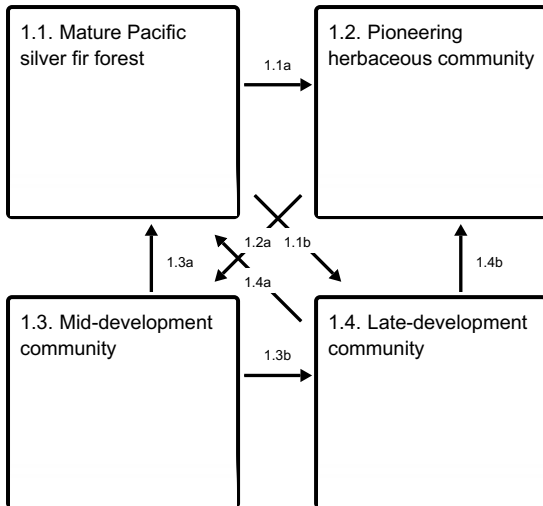 1.1. Mature Pacific
silver fir forest
1.2. Pioneering
herbaceous community
1.1a
1.2a
1.1b
1.3a
1.4a
1.4b
1.3. Mid-development
community
1.4. Late-development
community
1.3b